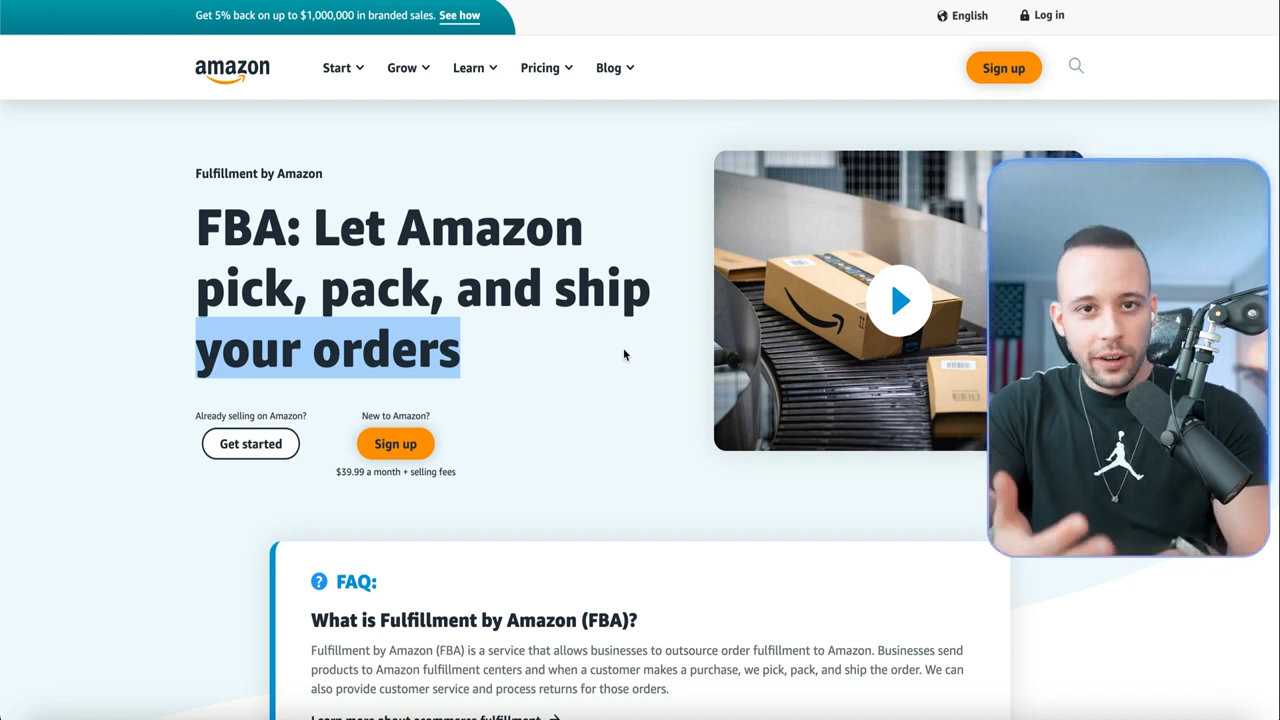 Get 5% back on up to $1,000,000 in branded sales. See how
English
Log in
amazon
Start
Grow
Learn
Pricing
Blog
Sign up
Fulfillment by Amazon
FBA: Let Amazon
pick, pack, and ship
your orders
Already selling on Amazon?
New to Amazon?
Get started
Sign up
$39.99 a month + selling fees
? FAQ:
What is Fulfillment by Amazon (FBA)?
Fulfillment by Amazon (FBA) is a service that allows businesses to outsource order fulfillment to Amazon. Businesses send
products to Amazon fulfillment centers and when a customer makes a purchase, we pick, pack, and ship the order. We can
also provide customer service and process returns for those orders.
Learn more about ecommerce fulfillment